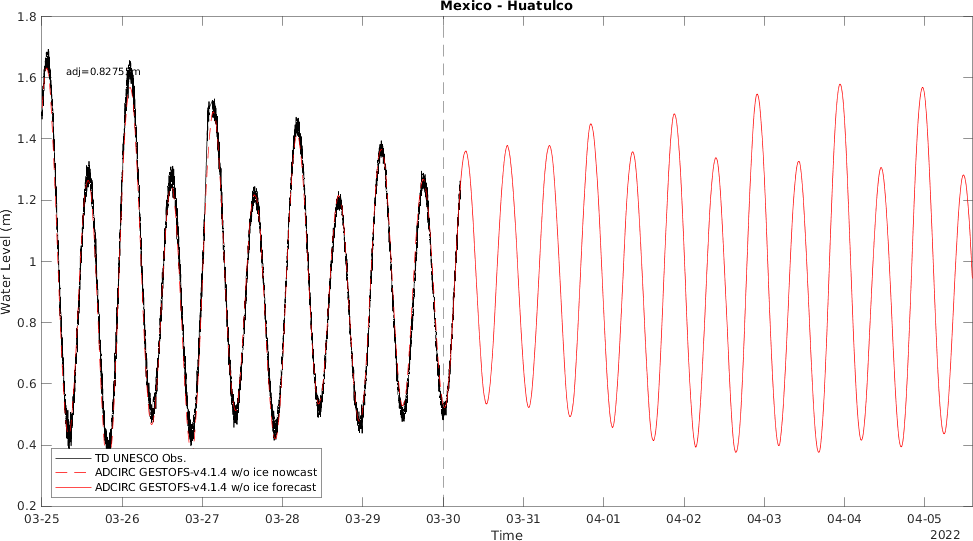 Mexico - Huatulco
1.8
1.6
1.4
1.2
1
0.8
0.6
0.4
0.2
Water Level (m)
TD UNESCO Obs.
ADCIRC GESTOFS-v4.1.4 w/o ice nowcast
ADCIRC GESTOFS-v4.1.4 w/o ice forecast
03-25 03-26 03-27 03-28 03-29 03-30 03-31 04-01 04-02 04-03 04-04 04-05
Time
2022